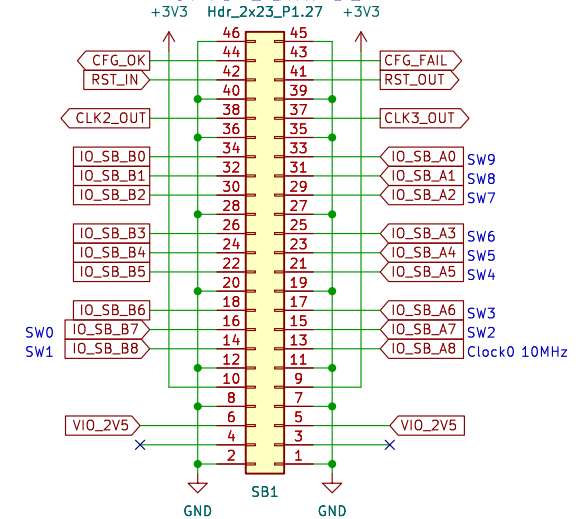 +3V3 Hdr_2x23_P1.27 +3V3
46 45
CFG_OK 44 43 CFG_FAIL
RST_IN 42 41 RST_OUT
40 39
CLK2_OUT 38 37 CLK3_OUT
36 35
IO_SB_B0 34 33 IO_SB_A0 SW9
IO_SB_B1 32 31 IO_SB_A1 SW8
IO_SB_B2 30 29 IO_SB_A2 SW7
28 27
IO_SB_B3 26 25 IO_SB_A3 SW6
IO_SB_B4 24 23 IO_SB_A4 SW5
IO_SB_B5 22 21 IO_SB_A5 SW4
20 19
IO_SB_B6 18 17 IO_SB_A6 SW3
SW0 IO_SB_B7 16 15 IO_SB_A7 SW2
SW1 IO_SB_B8 14 13 IO_SB_A8 Clock0 10MHz
12 11
10 9
8 7
VIO_2V5 6 5 VIO_2V5
4 3
2 1
SB1
GND GND